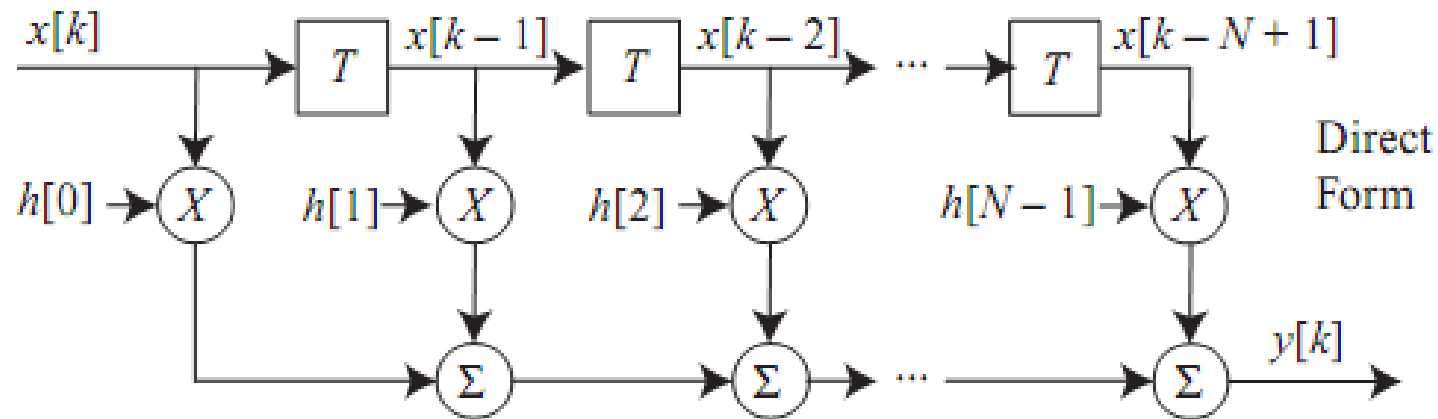 x[k] x[k − 1] x[k − 2] x[k − N + 1]
T T ... T
Direct
Form
h[0] X h[1] X h[2] X h[N − 1] X
y[k]
Σ Σ ... Σ